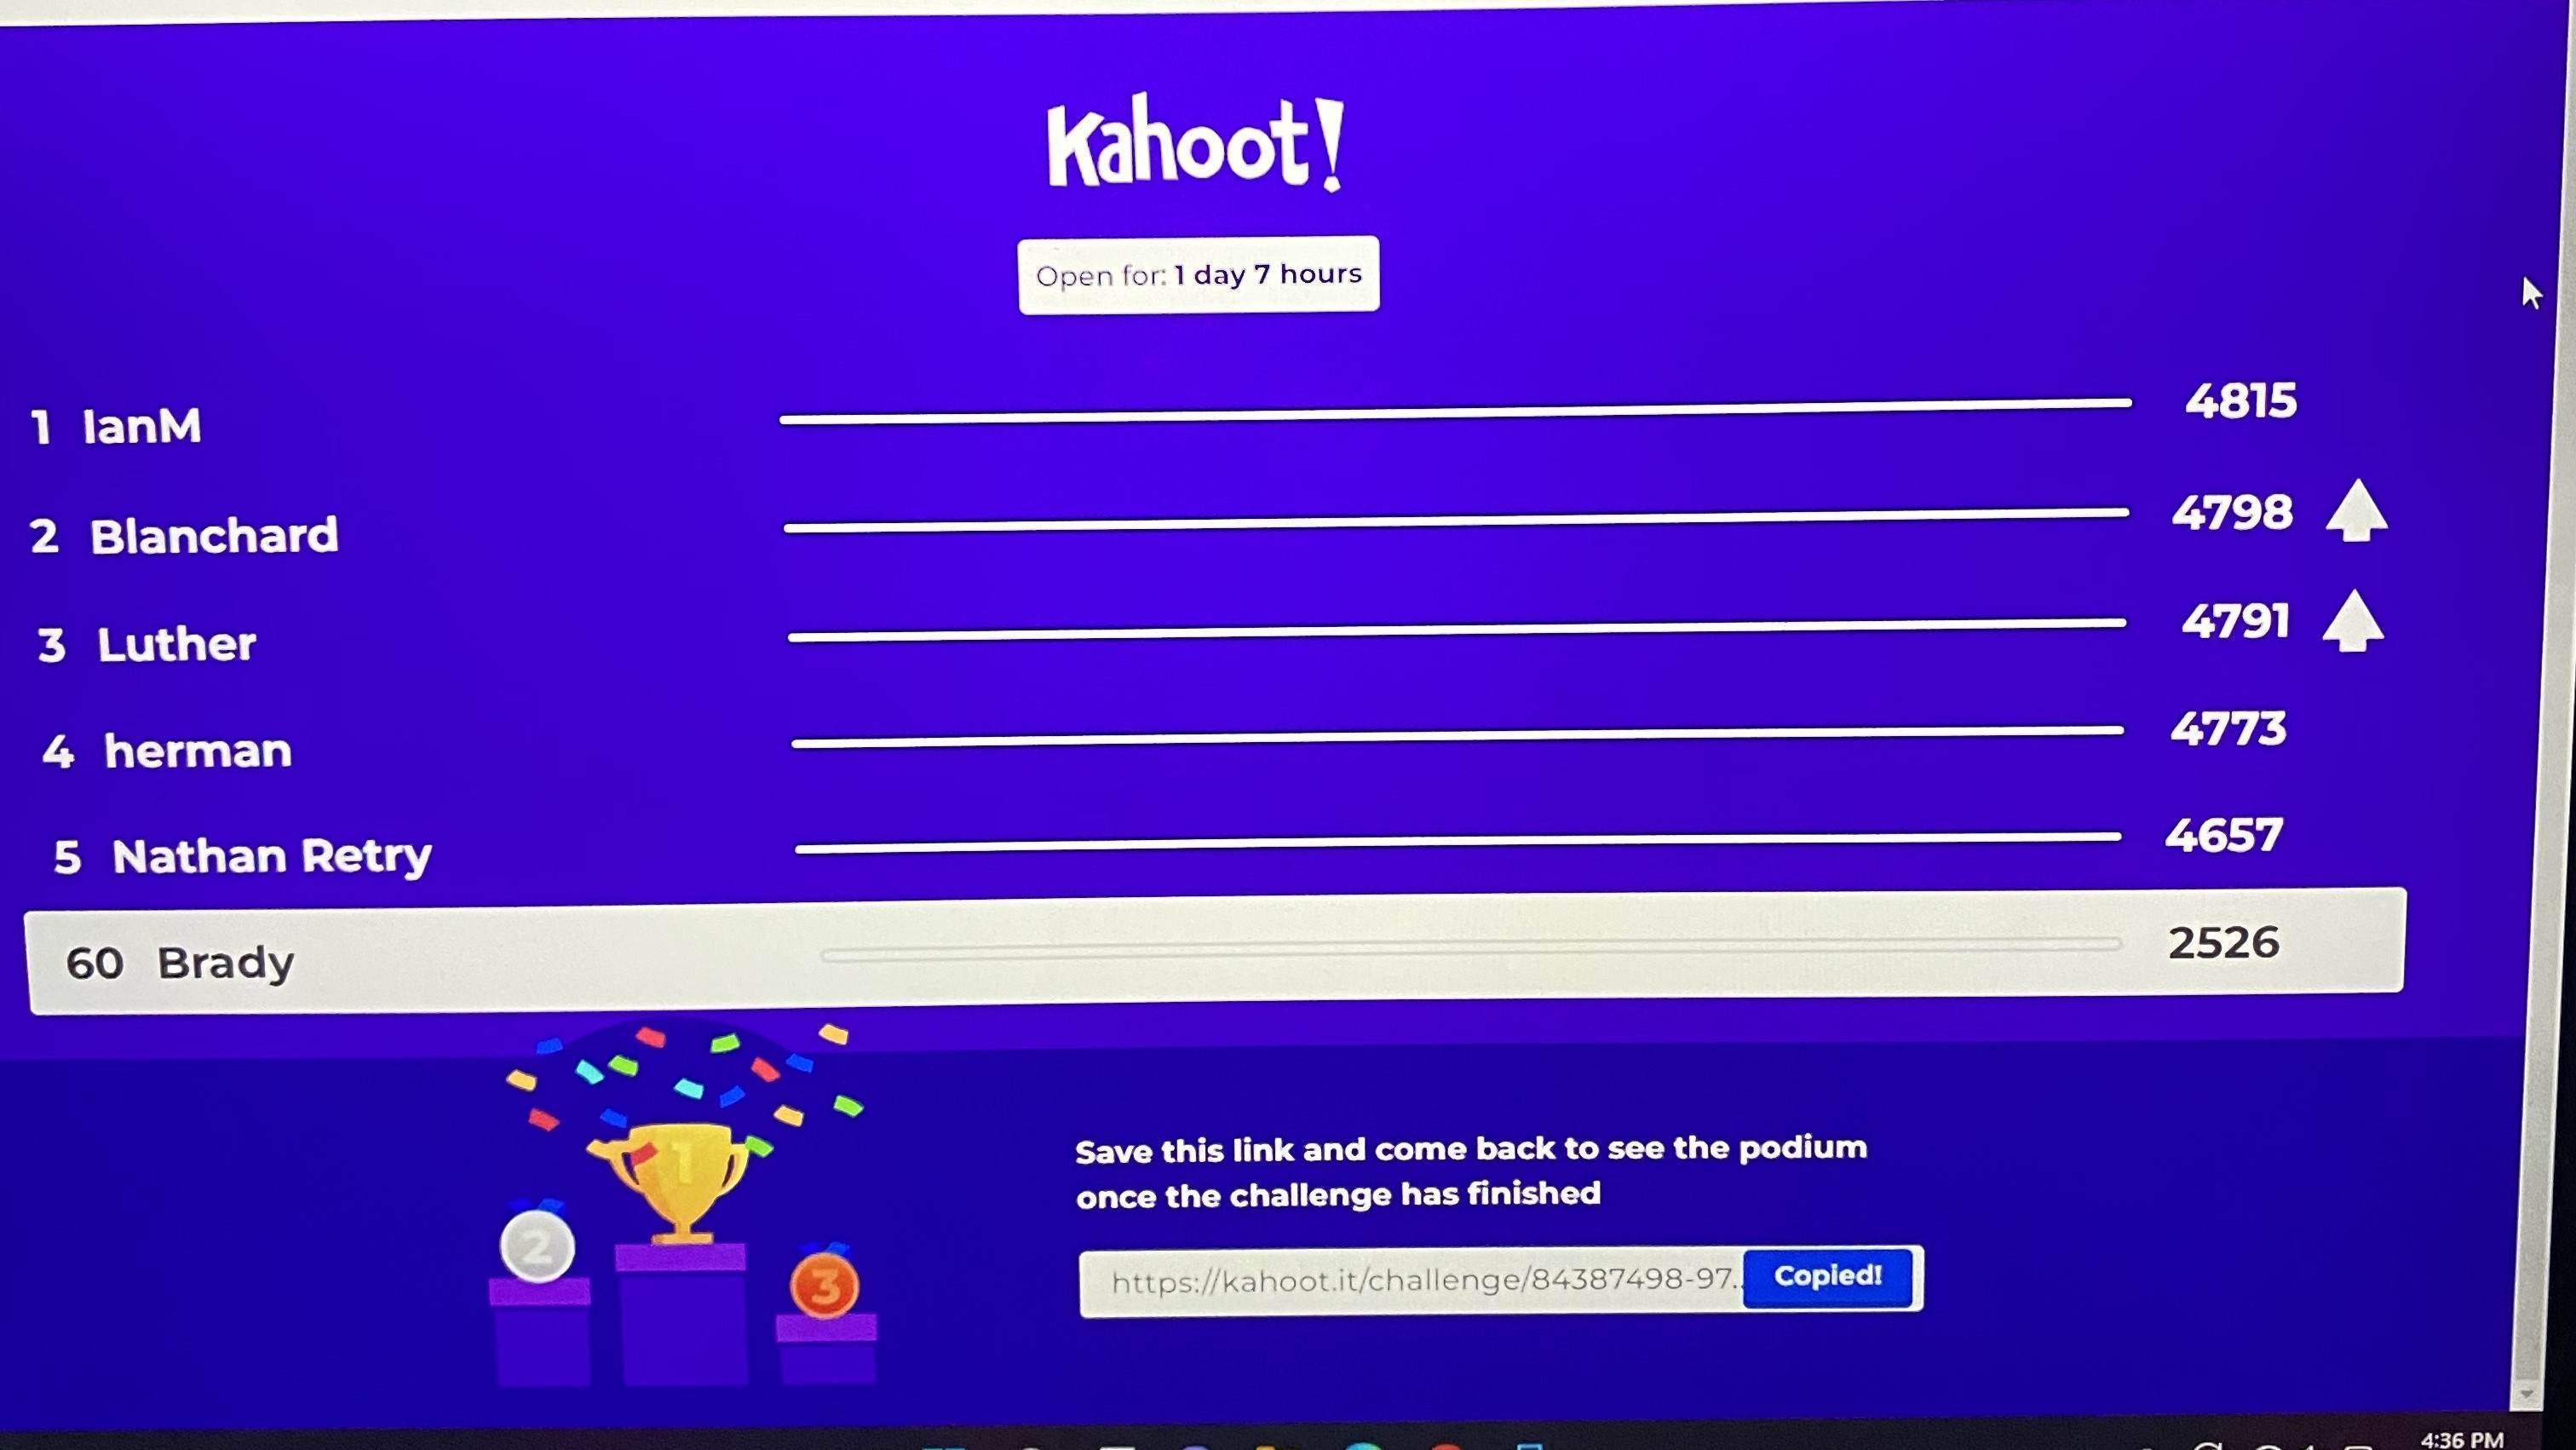 Kahoot!
Open for: 1 day 7 hours
1 IanM 4815
2 Blanchard 4798
3 Luther 4791
4 herman 4773
5 Nathan Retry 4657
60 Brady 2526
1
2
3
Save this link and come back to see the podium
once the challenge has finished
https://kahoot.it/challenge/84387498-97... Copied!
4:36 PM